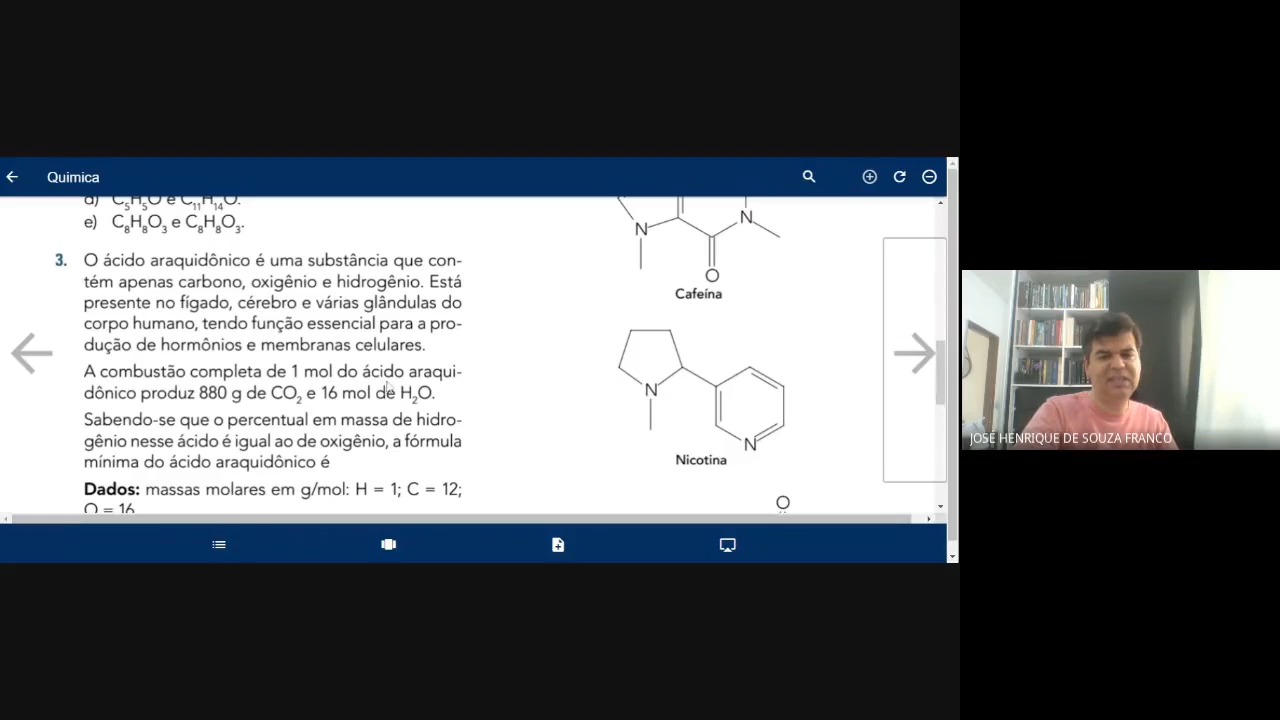 Quimica
d) C5H5O e C11H14O.
e) C8H8O3 e C8H8O3.
3. O ácido araquidônico é uma substância que con-
tém apenas carbono, oxigênio e hidrogênio. Está
presente no fígado, cérebro e várias glândulas do
corpo humano, tendo função essencial para a pro-
dução de hormônios e membranas celulares.
A combustão completa de 1 mol do ácido araqui-
dônico produz 880 g de CO2 e 16 mol de H2O.
Sabendo-se que o percentual em massa de hidro-
gênio nesse ácido é igual ao de oxigênio, a fórmula
mínima do ácido araquidônico é
Dados: massas molares em g/mol: H = 1; C = 12;
O = 16
N
N
O
Cafeína
N
N
Nicotina
O
JOSÉ HENRIQUE DE SOUZA FRANCO